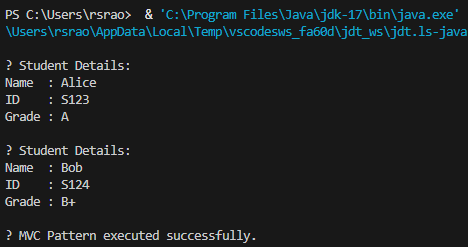 PS C:\Users\rsrao>  & 'C:\Program Files\Java\jdk-17\bin\java.exe'
\Users\rsrao\AppData\Local\Temp\vscodesws_fa60d\jdt_ws\jdt.ls-java
? Student Details:
Name  : Alice
ID    : S123
Grade : A
? Student Details:
Name  : Bob
ID    : S124
Grade : B+
? MVC Pattern executed successfully.